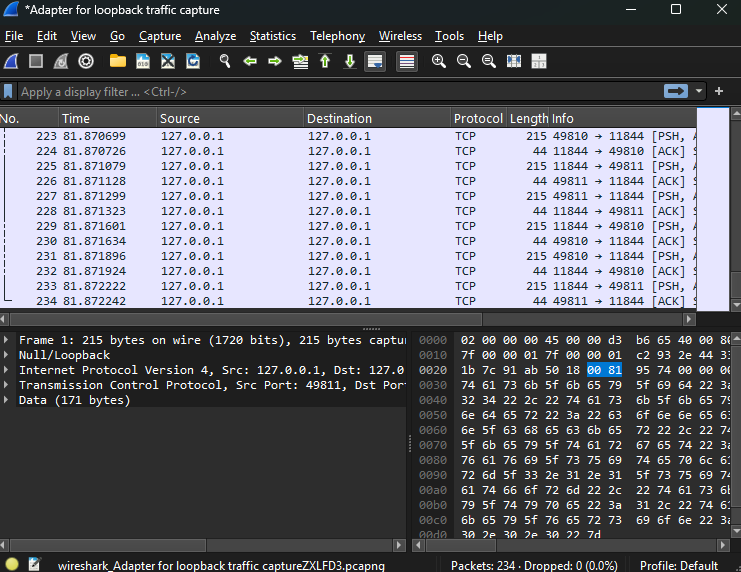 *Adapter for loopback traffic capture
File Edit View Go Capture Analyze Statistics Telephony Wireless Tools Help
Apply a display filter ... <Ctrl-/>
No. Time Source Destination Protocol Length Info
223 81.870699 127.0.0.1 127.0.0.1 TCP 215 49810 → 11844 [PSH, A
224 81.870726 127.0.0.1 127.0.0.1 TCP 44 11844 → 49810 [ACK] S
225 81.871079 127.0.0.1 127.0.0.1 TCP 215 49811 → 11844 [PSH, A
226 81.871128 127.0.0.1 127.0.0.1 TCP 44 11844 → 49811 [ACK] S
227 81.871299 127.0.0.1 127.0.0.1 TCP 215 49811 → 11844 [PSH, A
228 81.871323 127.0.0.1 127.0.0.1 TCP 44 11844 → 49811 [ACK] S
229 81.871601 127.0.0.1 127.0.0.1 TCP 215 49810 → 11844 [PSH, A
230 81.871634 127.0.0.1 127.0.0.1 TCP 44 11844 → 49810 [ACK] S
231 81.871896 127.0.0.1 127.0.0.1 TCP 215 49810 → 11844 [PSH, A
232 81.871924 127.0.0.1 127.0.0.1 TCP 44 11844 → 49810 [ACK] S
233 81.872222 127.0.0.1 127.0.0.1 TCP 215 49811 → 11844 [PSH, A
234 81.872242 127.0.0.1 127.0.0.1 TCP 44 49811 → 11844 [ACK] S
Frame 1: 215 bytes on wire (1720 bits), 215 bytes captur
Null/Loopback
Internet Protocol Version 4, Src: 127.0.0.1, Dst: 127.0
Transmission Control Protocol, Src Port: 49811, Dst Port
Data (171 bytes)
0000 02 00 00 00 45 00 00 d3 b6 65 40 00 80
0010 7f 00 00 01 7f 00 00 01 c2 93 2e 44 33
0020 1b 7c 91 ab 50 18 00 81 95 74 00 00 00
0030 74 61 73 6b 5f 6b 65 79 5f 69 64 22 3a
0040 32 34 22 2c 22 74 61 73 6b 5f 6b 65 79
0050 6e 64 65 72 22 3a 22 63 6f 6e 6e 65 63
0060 6e 5f 63 68 65 63 6b 65 72 22 2c 22 74
0070 5f 6b 65 79 5f 74 61 72 67 65 74 22 3a
0080 76 61 76 69 5f 73 75 69 74 65 70 6c 61
0090 72 6d 5f 33 2e 31 2e 31 5f 73 75 69 74
00a0 61 74 66 6f 72 6d 22 2c 22 74 61 73 6b
00b0 79 5f 74 79 70 65 22 3a 31 2c 22 74 61
00c0 6b 65 79 5f 76 65 72 73 69 6f 6e 22 3a
00d0 30 2e 30 2e 30 22 7d
wireshark_Adapter for loopback traffic captureZXLFD3.pcapng Packets: 234 · Dropped: 0 (0.0%) Profile: Default